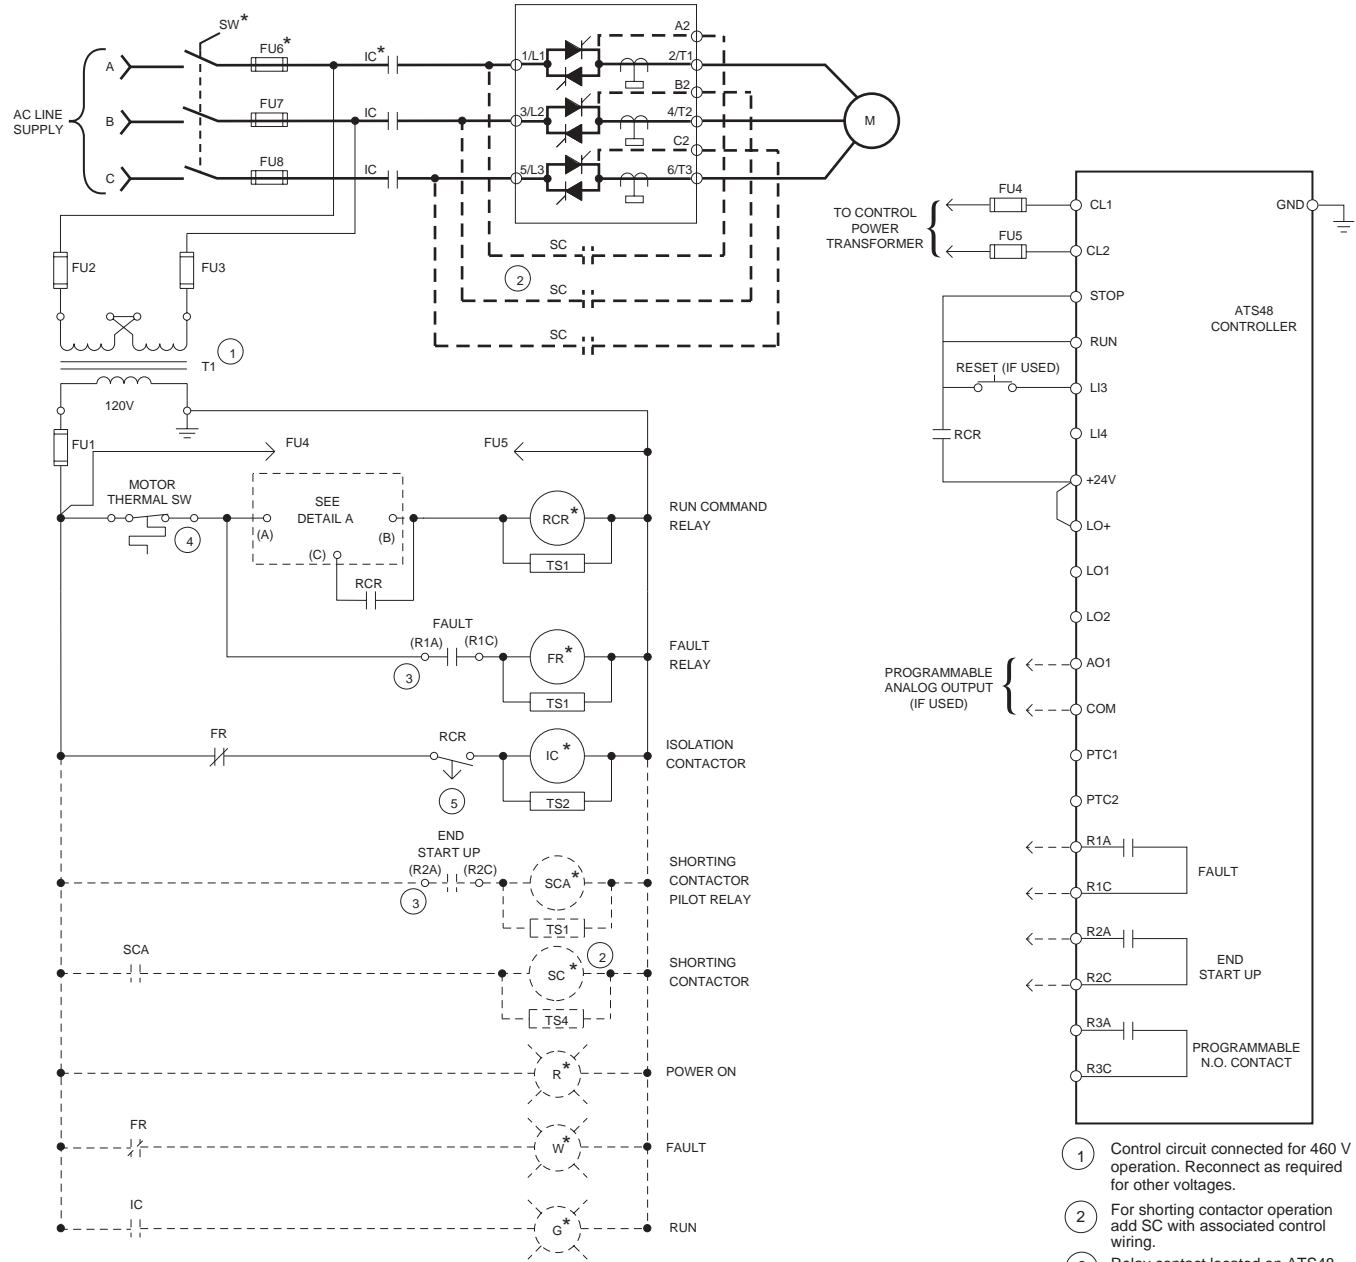 SW*
FU6*
IC*
A
1/L1
A2
2/T1
AC LINE
SUPPLY
B
FU7
IC
3/L2
B2
4/T2
M
C
FU8
IC
5/L3
C2
6/T3
SC
2
SC
SC
FU2
FU3
T1
1
120V
FU1
FU4
FU5
MOTOR
THERMAL SW
4
SEE
DETAIL A
(A)
(B)
(C)
RCR
RCR*
TS1
RUN COMMAND
RELAY
FAULT
(R1A)
(R1C)
3
FR*
TS1
FAULT
RELAY
FR
RCR
5
IC*
TS2
ISOLATION
CONTACTOR
END
START UP
(R2A)
(R2C)
3
SCA*
TS1
SHORTING
CONTACTOR
PILOT RELAY
SCA
SC*
2
TS4
SHORTING
CONTACTOR
R*
POWER ON
FR
W*
FAULT
IC
G*
RUN
TO CONTROL
POWER
TRANSFORMER
FU4
CL1
GND
FU5
CL2
STOP
ATS48
CONTROLLER
RUN
RESET (IF USED)
LI3
RCR
LI4
+24V
LO+
LO1
LO2
PROGRAMMABLE
ANALOG OUTPUT
(IF USED)
AO1
COM
PTC1
PTC2
R1A
FAULT
R1C
R2A
END
START UP
R2C
R3A
PROGRAMMABLE
N.O. CONTACT
R3C
1 Control circuit connected for 460 V
operation. Reconnect as required
for other voltages.
2 For shorting contactor operation
add SC with associated control
wiring.
Relay contact located on ATS48